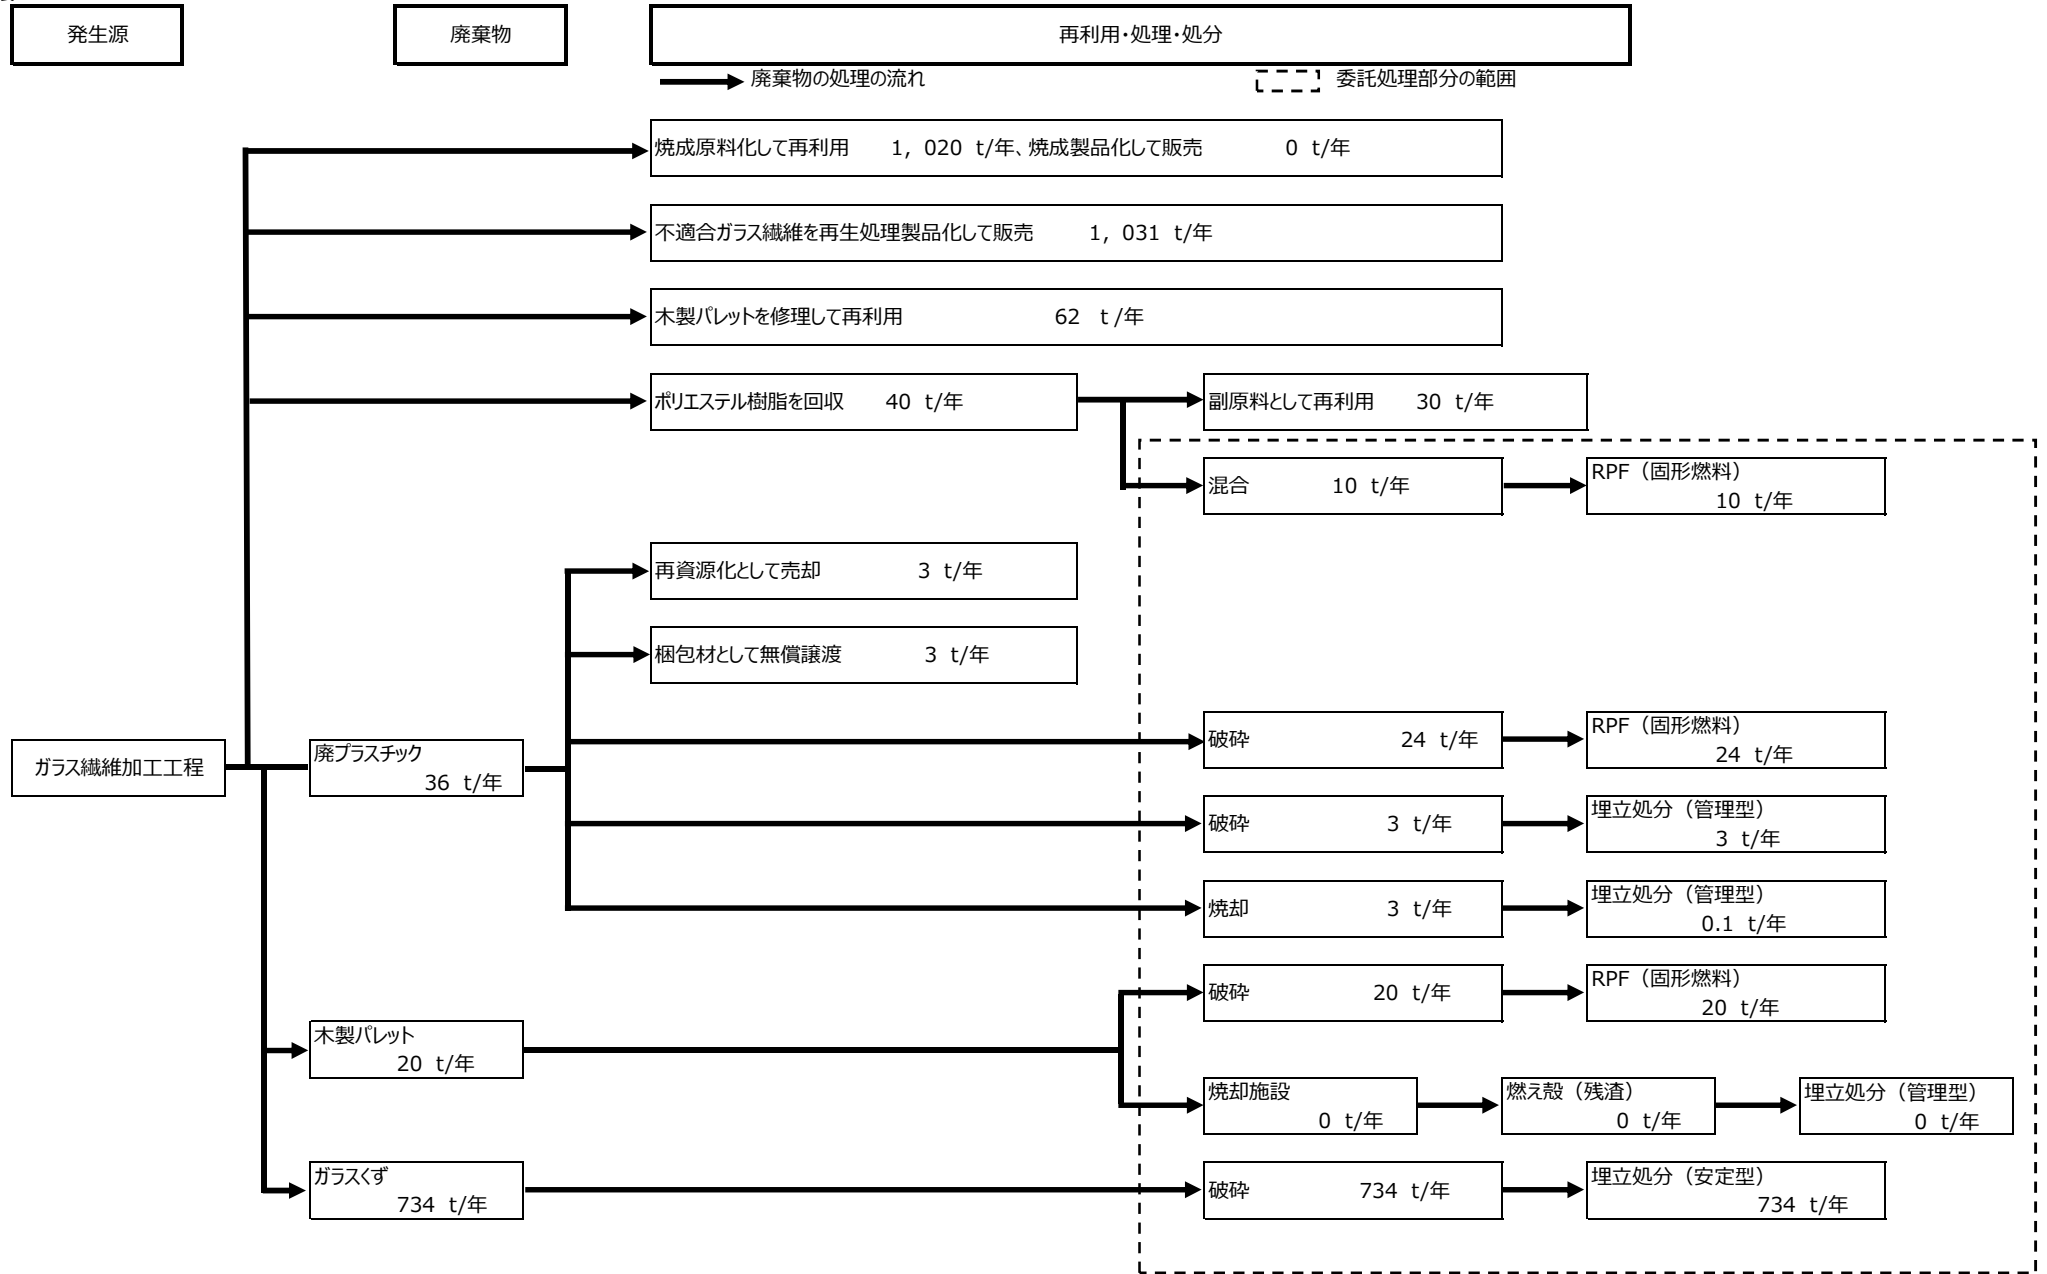 発生源
廃棄物
再利用・処理・処分
廃棄物の処理の流れ
委託処理部分の範囲
焼成原料化して再利用 1，020 t/年、焼成製品化して販売 0 t/年
不適合ガラス繊維を再生処理製品化して販売 1，031 t/年
木製パレットを修理して再利用 62 ｔ/年
ポリエステル樹脂を回収 40 t/年
副原料として再利用 30 t/年
混合 10 t/年
RPF（固形燃料）
10 t/年
再資源化として売却 3 t/年
梱包材として無償譲渡 3 t/年
ガラス繊維加工工程
廃プラスチック
36 t/年
破砕 24 t/年
RPF（固形燃料）
24 t/年
破砕 3 t/年
埋立処分（管理型）
3 t/年
焼却 3 t/年
埋立処分（管理型）
0.1 t/年
木製パレット
20 t/年
破砕 20 t/年
RPF（固形燃料）
20 t/年
焼却施設
0 t/年
燃え殻（残渣）
0 t/年
埋立処分（管理型）
0 t/年
ガラスくず
734 t/年
破砕 734 t/年
埋立処分（安定型）
734 t/年